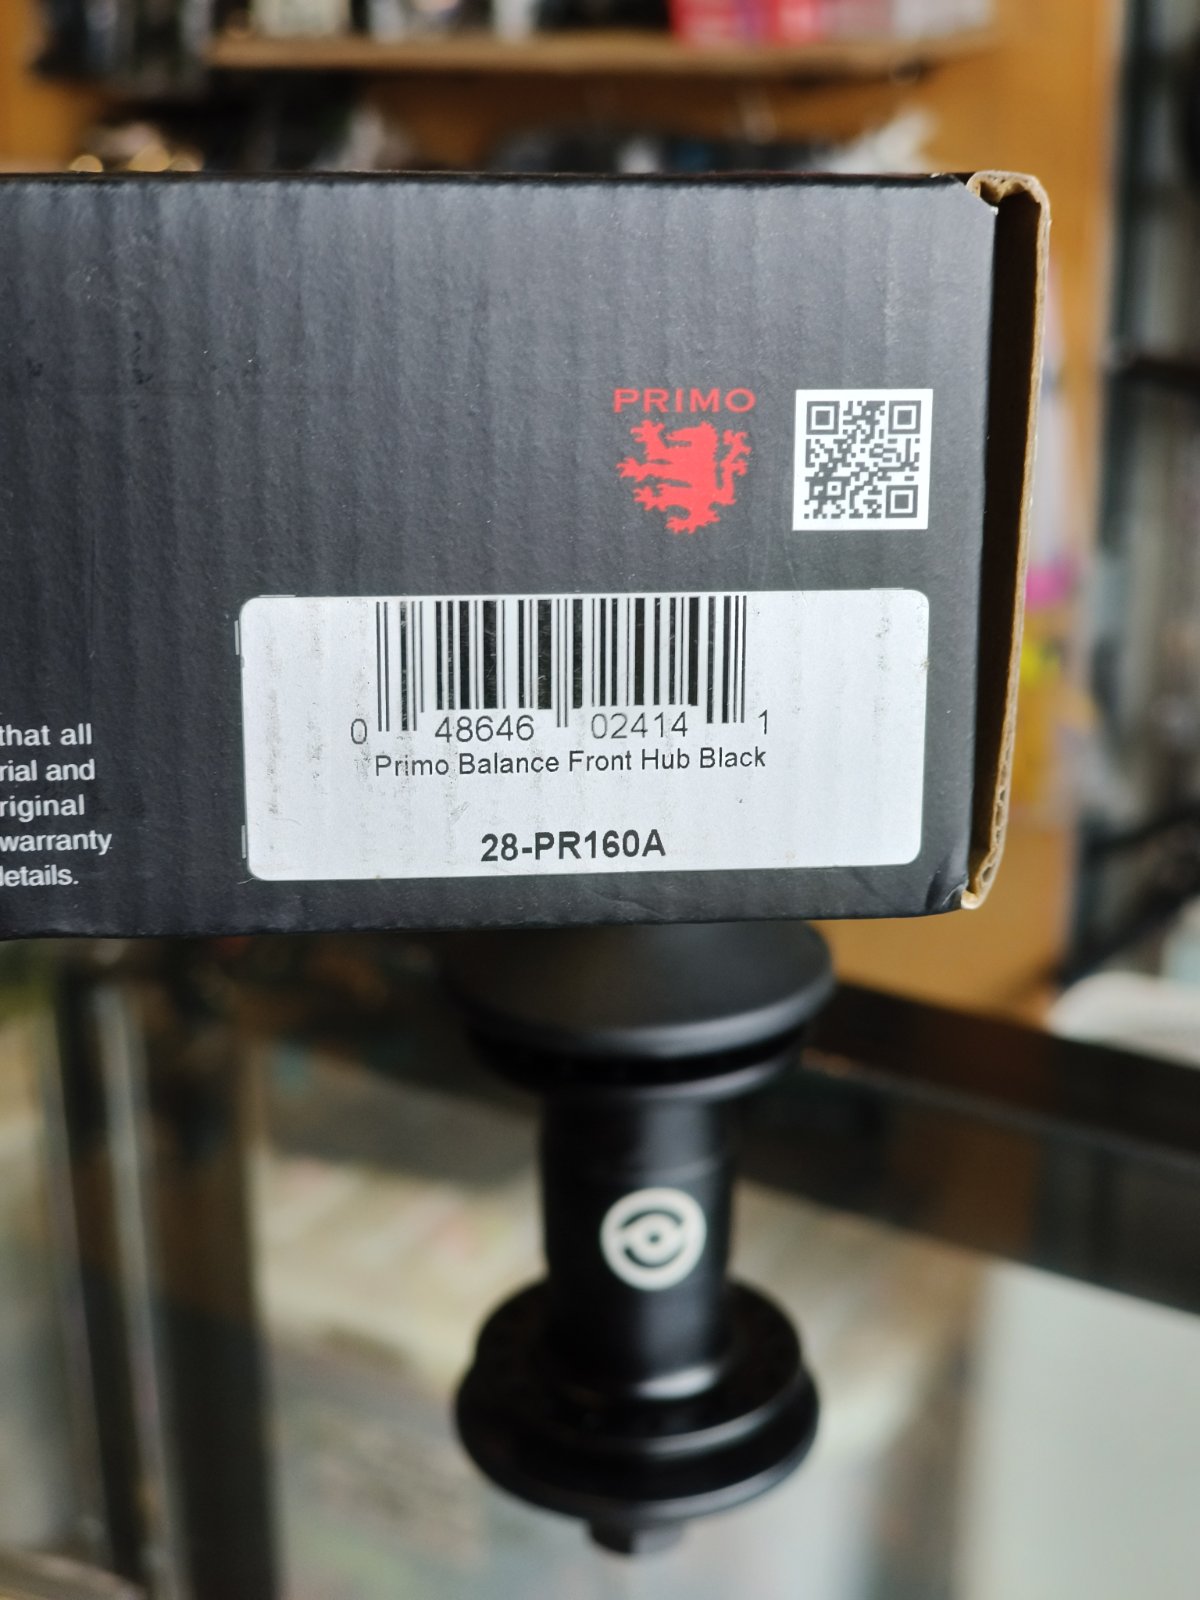 PRIMO
0 48646 02414 1
Primo Balance Front Hub Black
28-PR160A
that all
rial and
riginal
warranty
details.